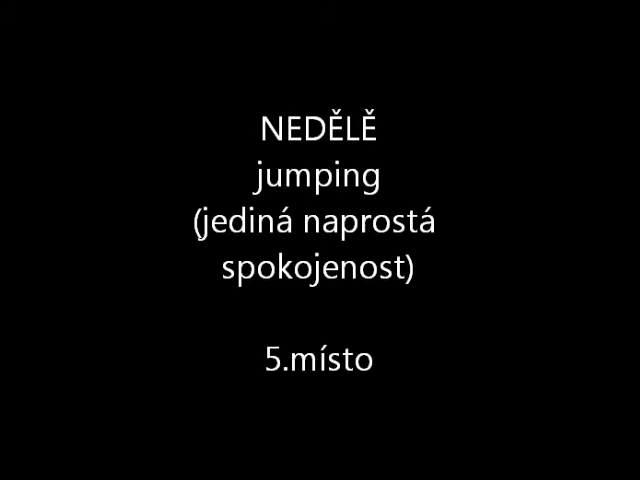 NEDĚLĚ
jumping
(jediná naprostá
spokojenost)
5.místo